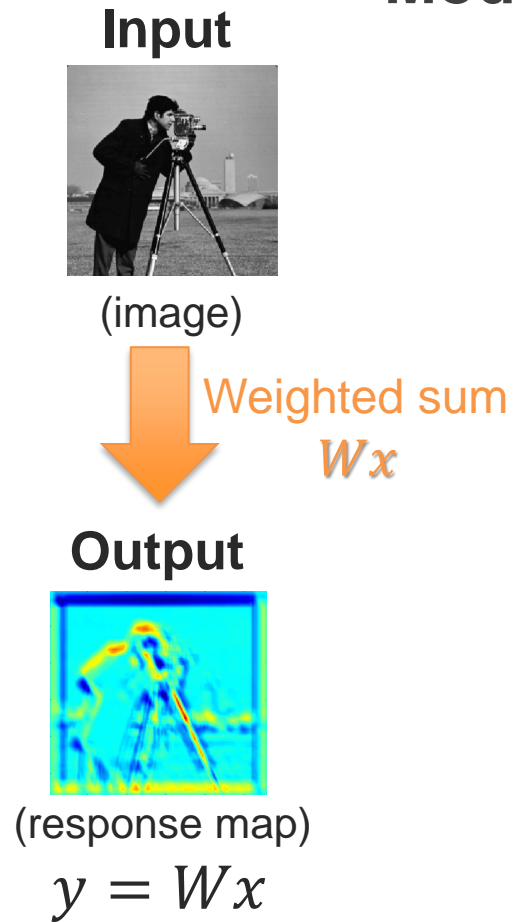 Input
(image)
Weighted sum
Wx
Output
(response map)
y = Wx